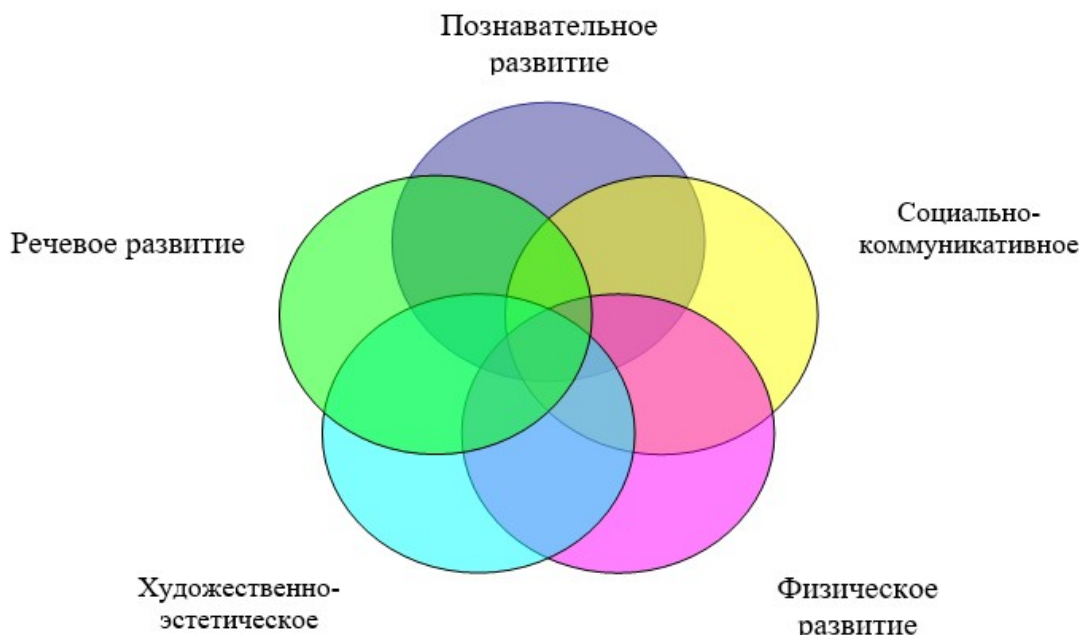 Познавательное
развитие
Социально-
коммуникативное
Речевое развитие
Художественно-
эстетическое
Физическое
развитие